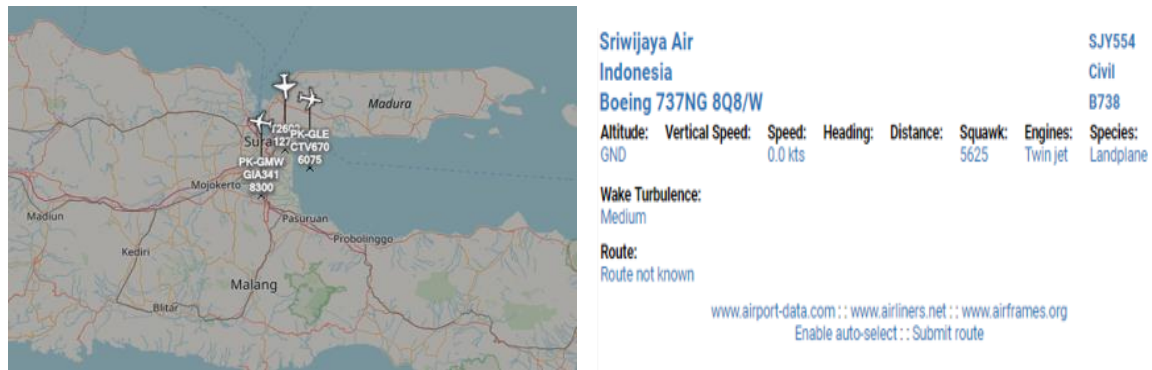 Madura
Sura
127
PK-GLE
CTV670
6075
PK-GMW
GIA341
8300
Mojokerto
Madiun
Pasuruan
Probolinggo
Kediri
Malang
Blitar
Sriwijaya Air SJY554
Indonesia Civil
Boeing 737NG 8Q8/W B738
Altitude: Vertical Speed: Speed: Heading: Distance: Squawk: Engines: Species:
GND 0.0 kts 5625 Twin jet Landplane
Wake Turbulence:
Medium
Route:
Route not known
www.airport-data.com : : www.airliners.net : : www.airframes.org
Enable auto-select : : Submit route